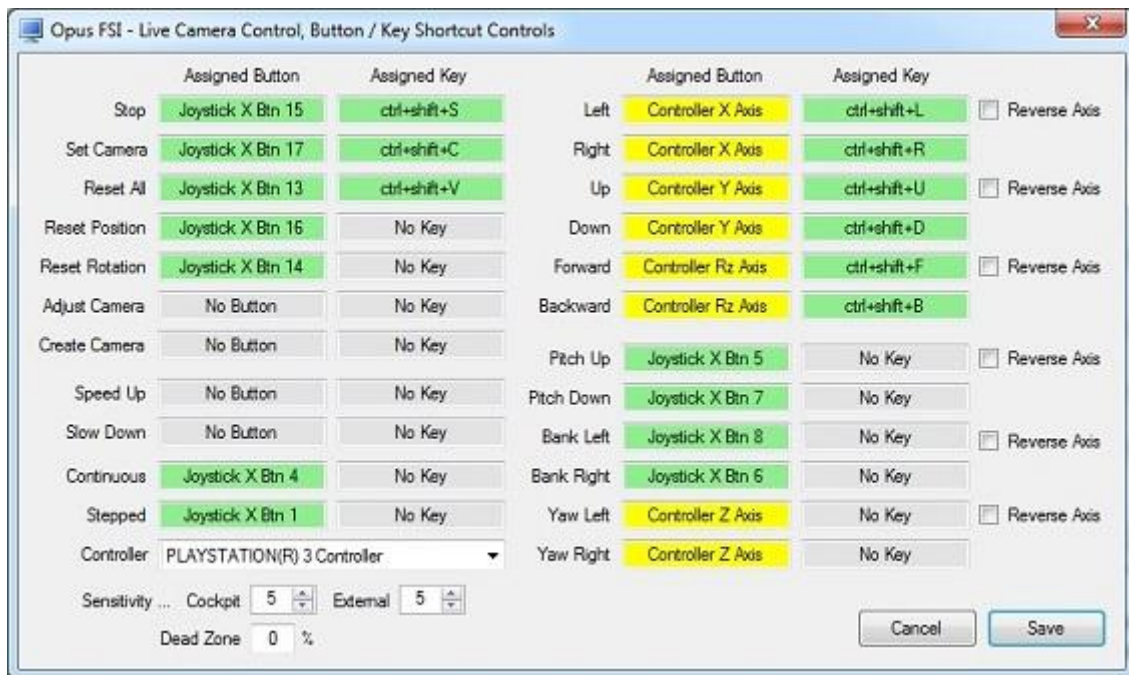 Opus FSI - Live Camera Control, Button / Key Shortcut Controls
Assigned Button Assigned Key Assigned Button Assigned Key
Stop Joystick X Btn 15 ctrl+shift+S Left Controller X Axis ctrl+shift+L Reverse Axis
Set Camera Joystick X Btn 17 ctrl+shift+C Right Controller X Axis ctrl+shift+R
Reset All Joystick X Btn 13 ctrl+shift+V Up Controller Y Axis ctrl+shift+U Reverse Axis
Reset Position Joystick X Btn 16 No Key Down Controller Y Axis ctrl+shift+D
Reset Rotation Joystick X Btn 14 No Key Forward Controller Rz Axis ctrl+shift+F Reverse Axis
Adjust Camera No Button No Key Backward Controller Rz Axis ctrl+shift+B
Create Camera No Button No Key Pitch Up Joystick X Btn 5 No Key Reverse Axis
Speed Up No Button No Key Pitch Down Joystick X Btn 7 No Key
Slow Down No Button No Key Bank Left Joystick X Btn 8 No Key Reverse Axis
Continuous Joystick X Btn 4 No Key Bank Right Joystick X Btn 6 No Key
Stepped Joystick X Btn 1 No Key Yaw Left Controller Z Axis No Key Reverse Axis
Controller PLAYSTATION(R) 3 Controller Yaw Right Controller Z Axis No Key
Sensitivity ... Cockpit 5 External 5
Dead Zone 0 %
Cancel Save